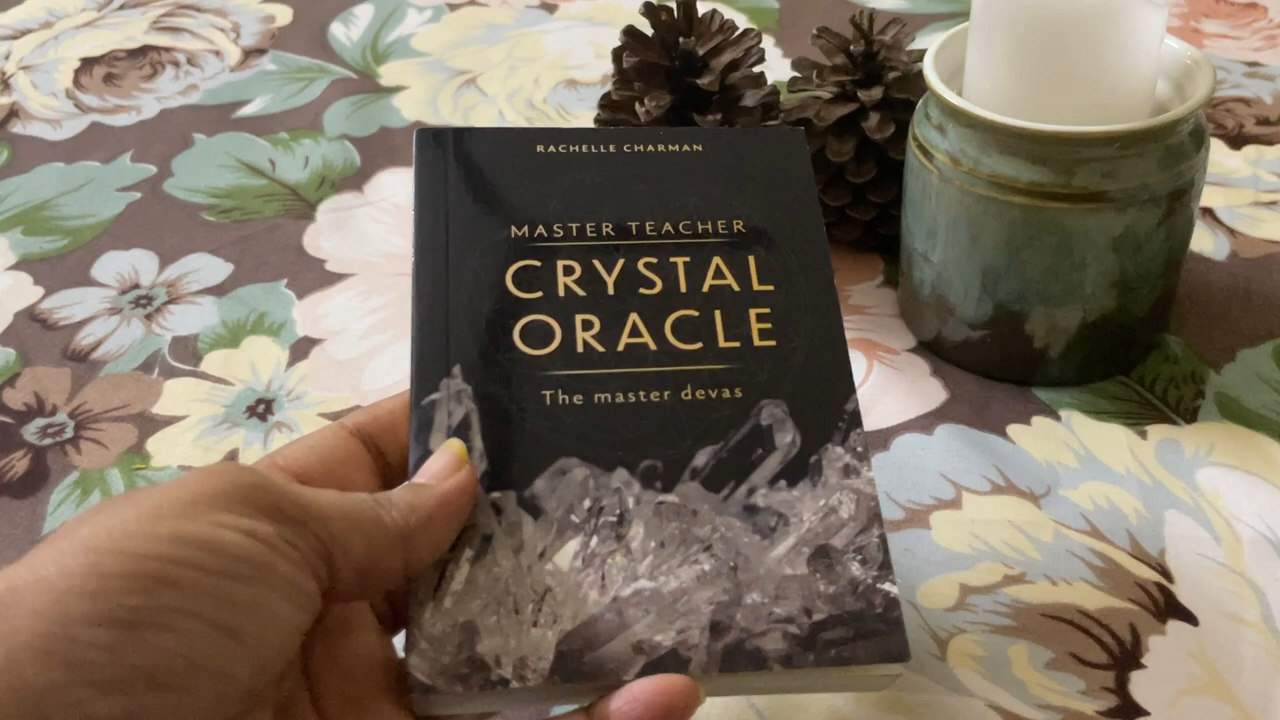 RACHELLE CHARMAN
MASTER TEACHER
CRYSTAL
ORACLE
The master devas